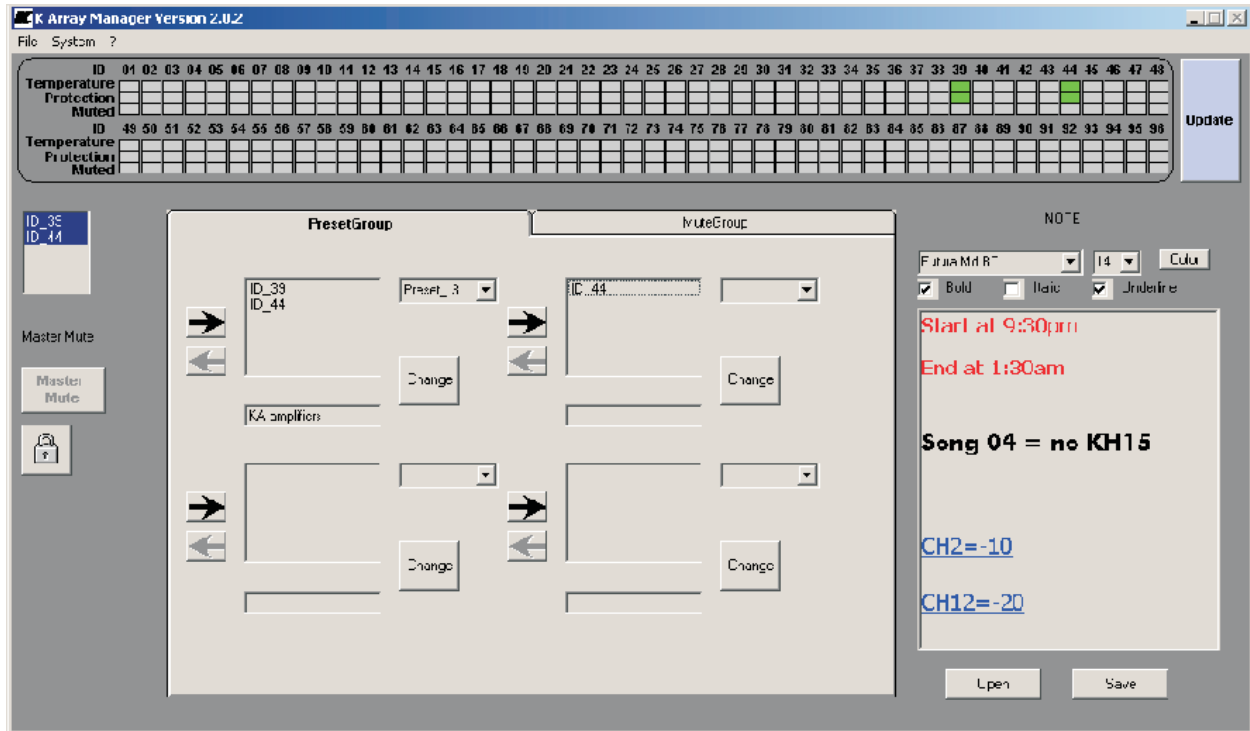 K Array Manager Version 2.0.2
File System ?
ID 01 02 03 04 05 06 07 08 09 10 11 12 13 14 15 16 17 18 19 20 21 22 23 24 25 26 27 28 29 30 31 32 33 34 35 36 37 38 39 40 41 42 43 44 45 46 47 48
Temperature
Protection
Muted
ID 49 50 51 52 53 54 55 56 57 58 59 60 61 62 63 64 65 66 67 68 69 70 71 72 73 74 75 76 77 78 79 80 81 82 83 84 85 86 87 88 89 90 91 92 93 94 95 96
Temperature
Protection
Muted
Update
ID_39
ID_44
Master Mute
Master
Mute
PresetGroup
MuteGroup
ID_39
ID_44
Preset_ 3
Change
KA amplifiers
ID_44
Change
Change
Change
NOTE
Futura Md BT
14
Color
Bold
Italic
Underline
Start at 9:30pm
End at 1:30am
Song 04 = no KH15
CH2=-10
CH12=-20
Open
Save